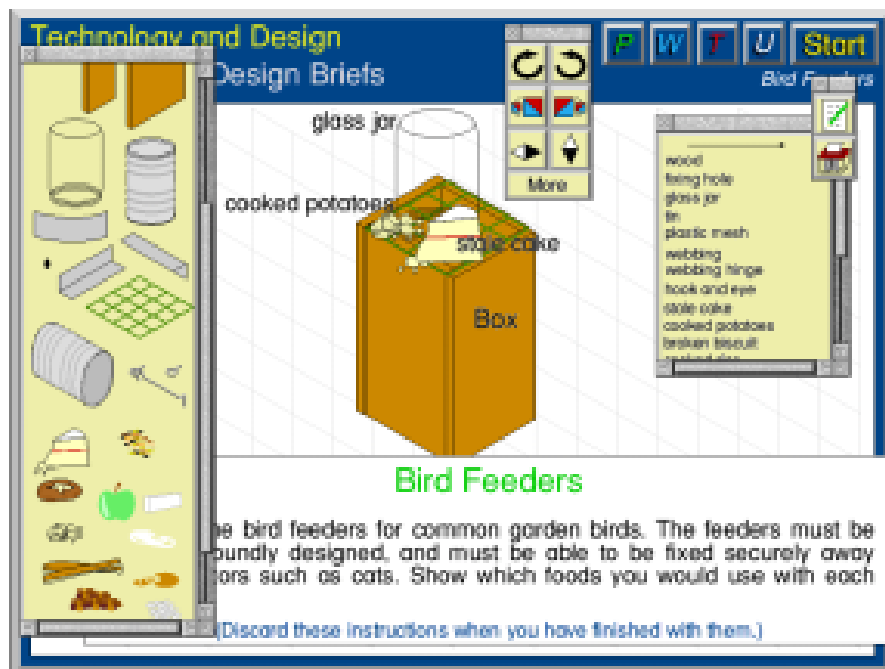 Technology and Design
Design Briefs
P W T U Start
Bird Feeders
glass jar
cooked potatoes
stale cake
Box
More
wood
fixing hole
glass jar
tin
plastic mesh
webbing
webbing hinge
hook and eye
stale cake
cooked potatoes
broken biscuit
Bird Feeders
bird feeders for common garden birds. The feeders must be
designed, and must be able to be fixed securely away
such as cats. Show which foods you would use with each
(Discard these instructions when you have finished with them.)